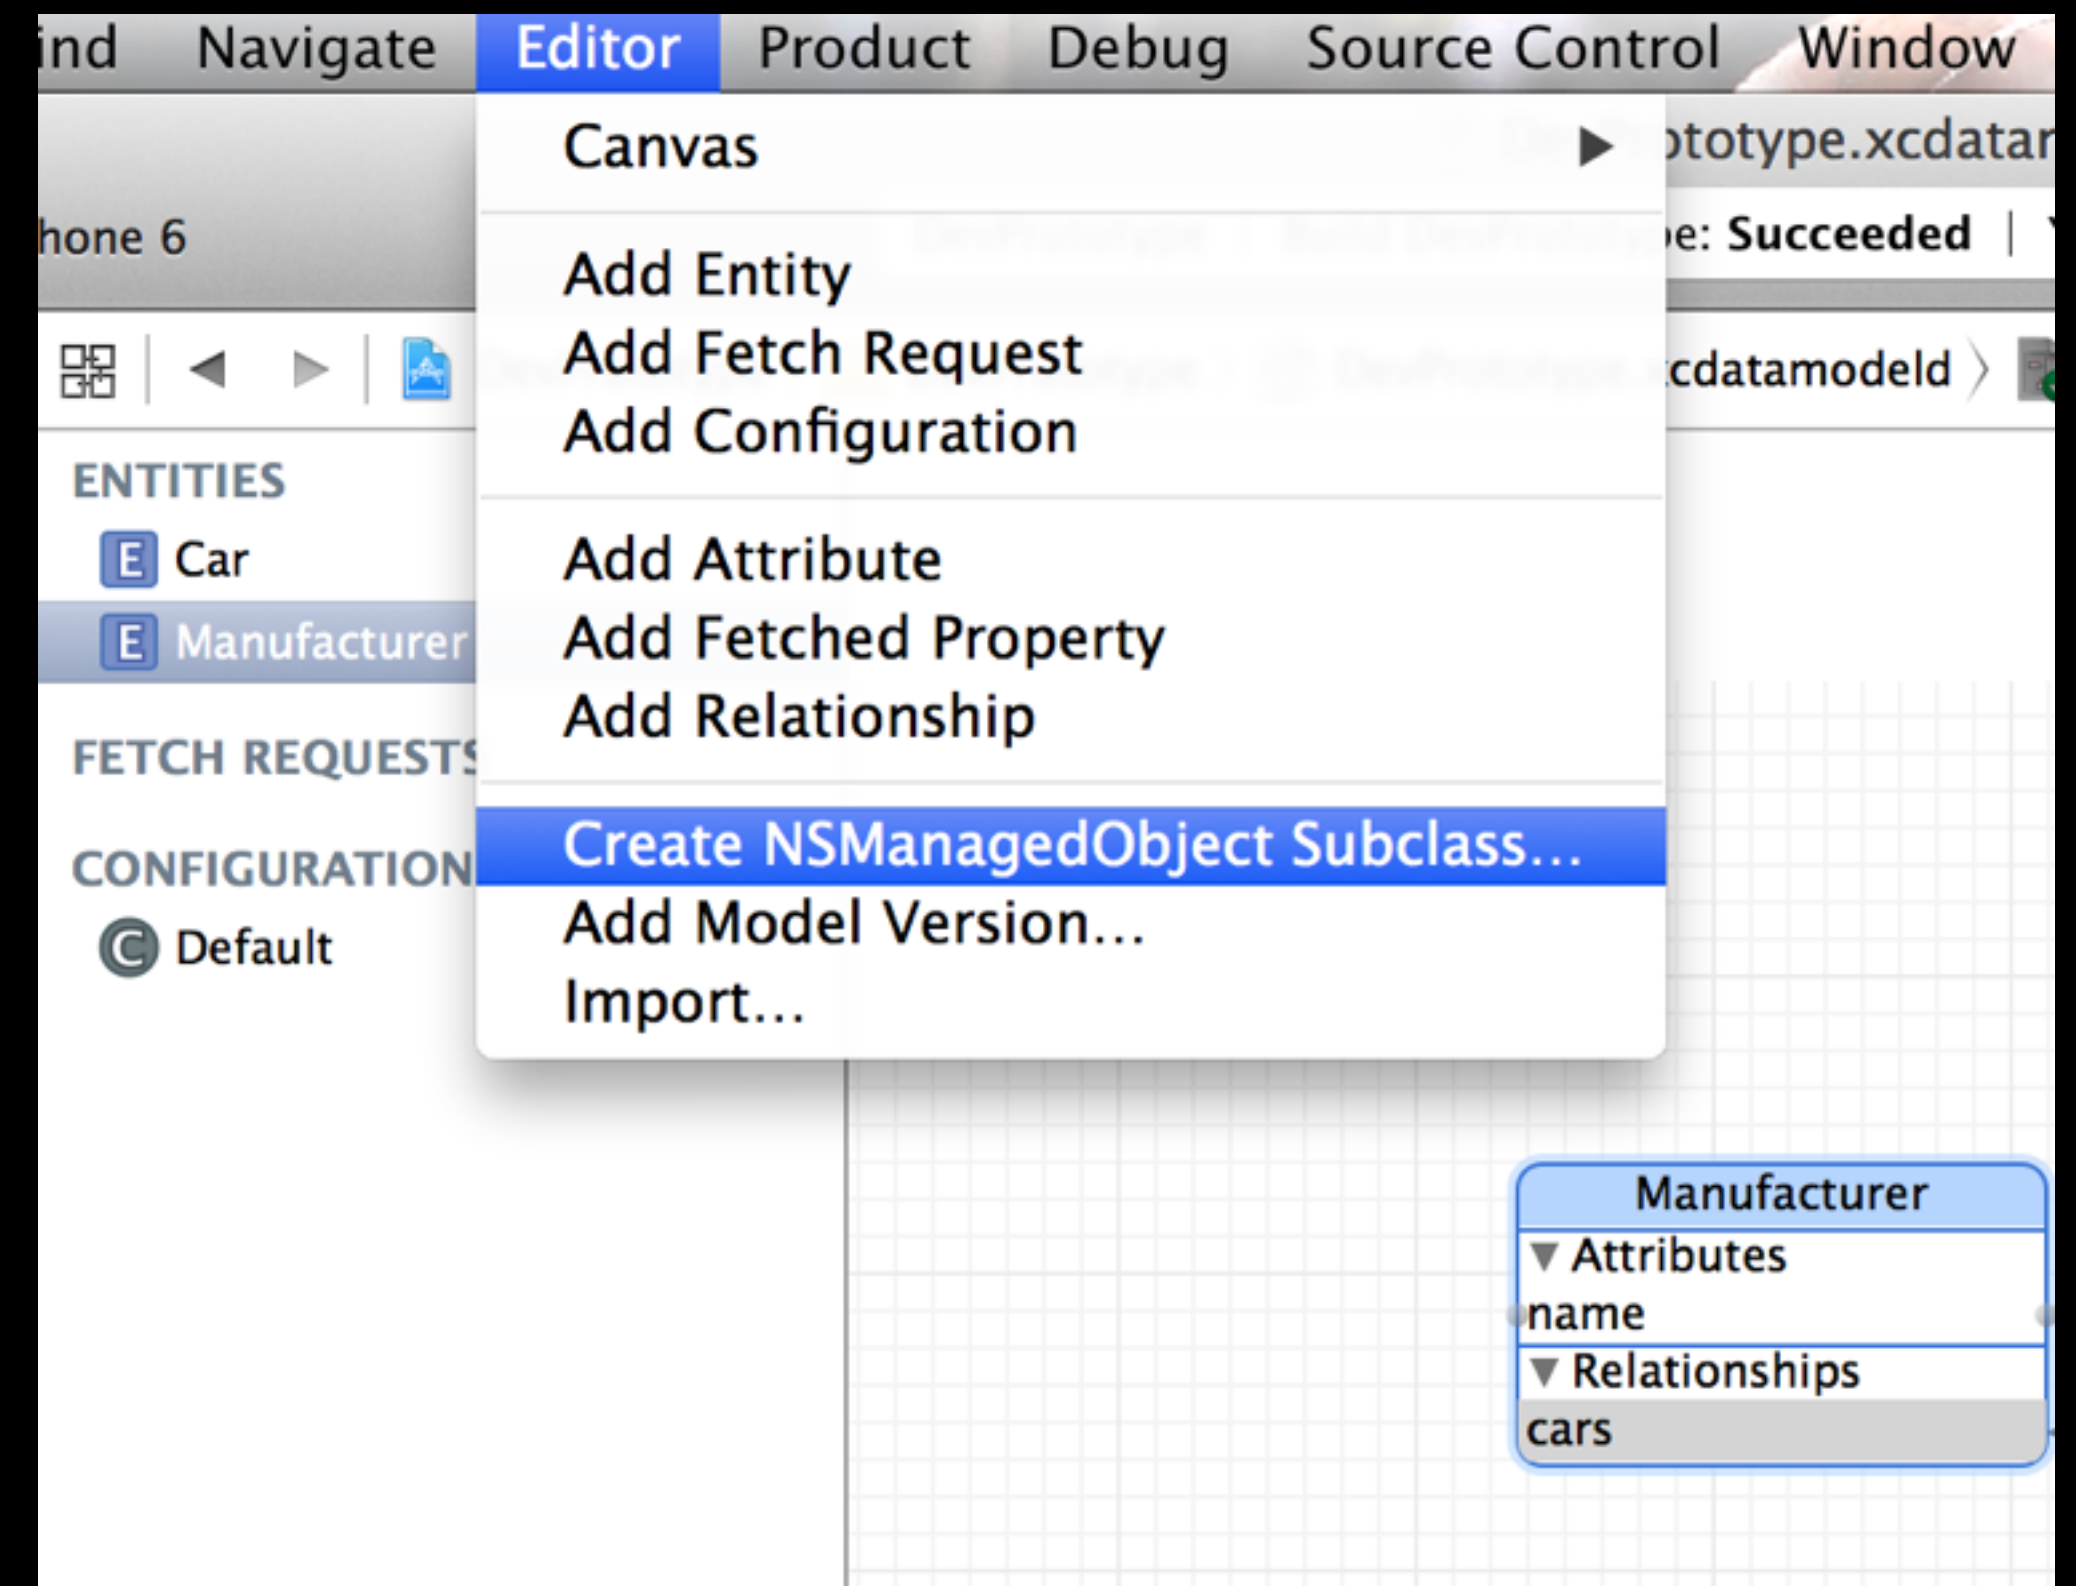 ind Navigate Editor Product Debug Source Control Window
Canvas
ototype.xcdatar
hone 6
e: Succeeded |
Add Entity
Add Fetch Request
Add Configuration
cdatamodeld
ENTITIES
E Car
E Manufacturer
FETCH REQUESTS
CONFIGURATION
C Default
Add Attribute
Add Fetched Property
Add Relationship
Create NSManagedObject Subclass...
Add Model Version...
Import...
Manufacturer
Attributes
name
Relationships
cars